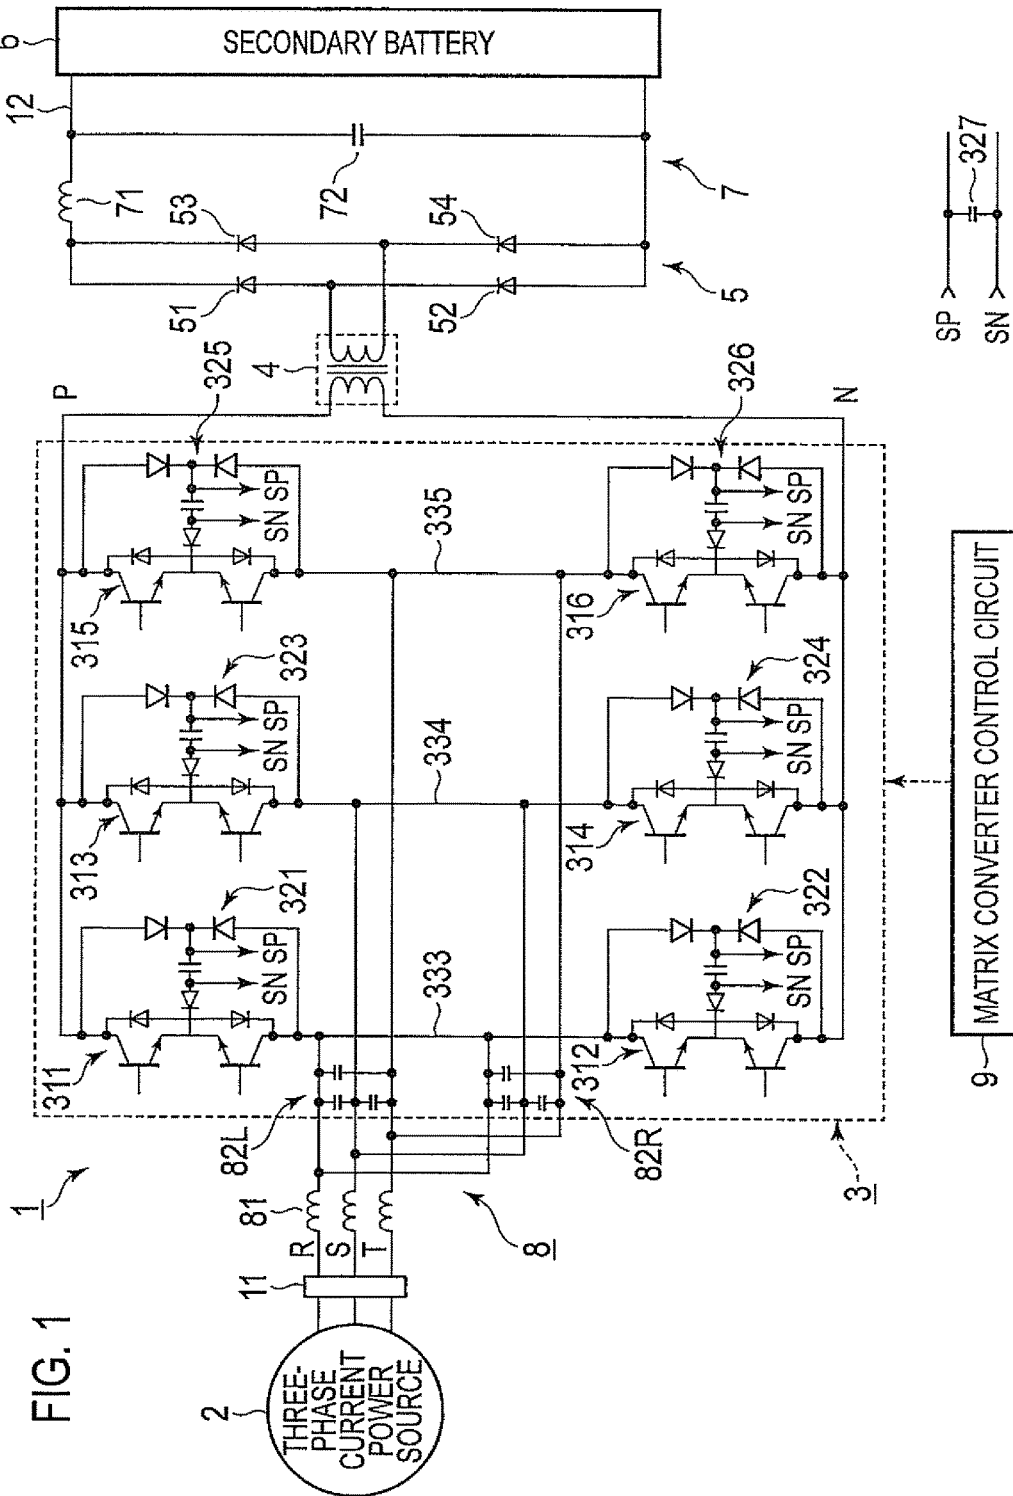 FIG. 1
1
2
THREE-
PHASE
CURRENT
POWER
SOURCE
11
R
S
T
81
8
82L
82R
3
311
321
SN SP
313
323
SN SP
315
325
SN SP
P
333
334
335
312
322
SN SP
314
324
SN SP
316
326
SN SP
N
4
51
53
52
54
5
71
72
7
12
6
SECONDARY BATTERY
9
MATRIX CONVERTER CONTROL CIRCUIT
SP
SN
327